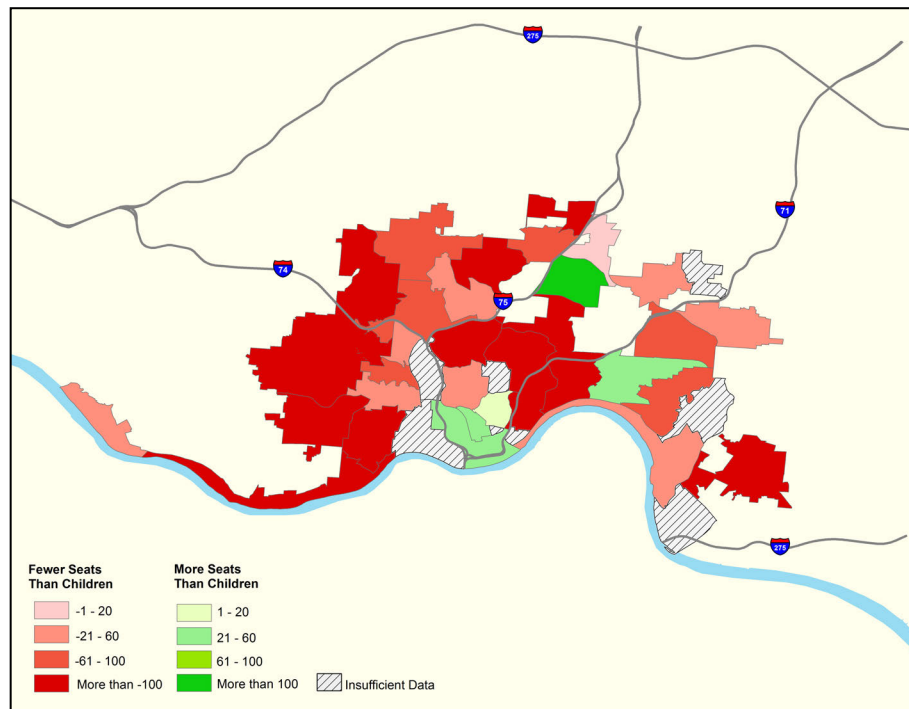 275
71
74
75
275
Fewer Seats
Than Children
-1 - 20
-21 - 60
-61 - 100
More than -100
More Seats
Than Children
1 - 20
21 - 60
61 - 100
More than 100
Insufficient Data